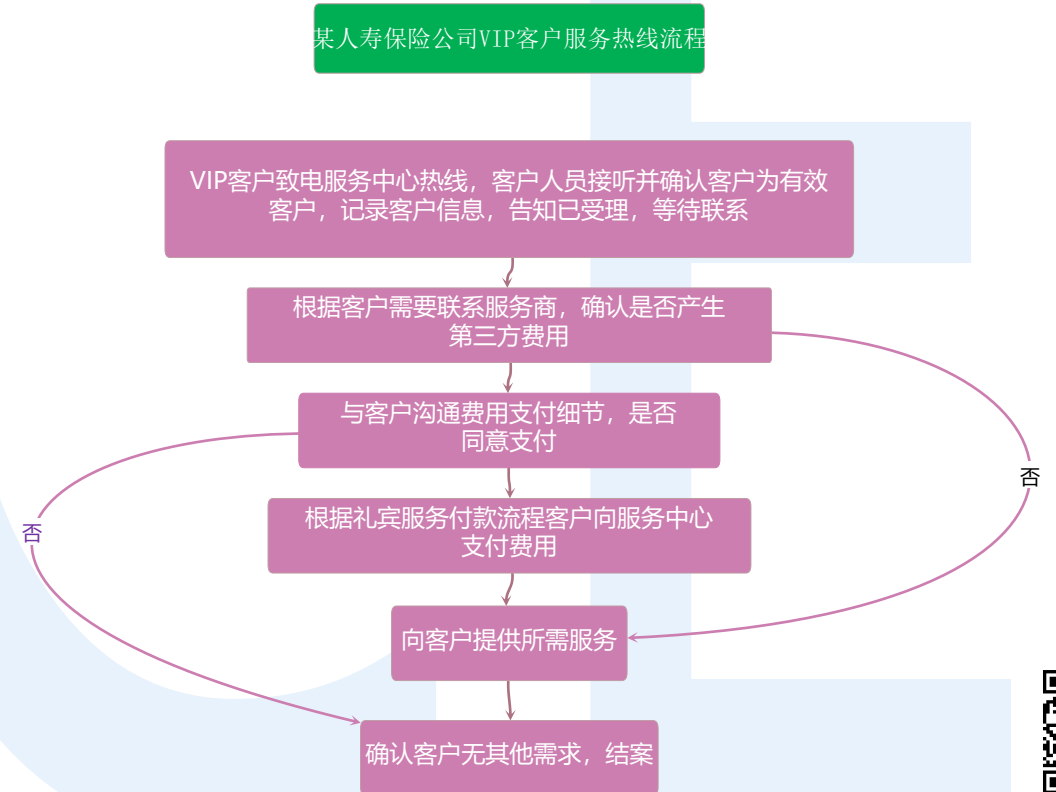 某人寿保险公司VIP客户服务热线流程
VIP客户致电服务中心热线，客户人员接听并确认客户为有效
客户，记录客户信息，告知已受理，等待联系
根据客户需要联系服务商，确认是否产生
第三方费用
与客户沟通费用支付细节，是否
同意支付
否
根据礼宾服务付款流程客户向服务中心
支付费用
否
向客户提供所需服务
确认客户无其他需求，结案